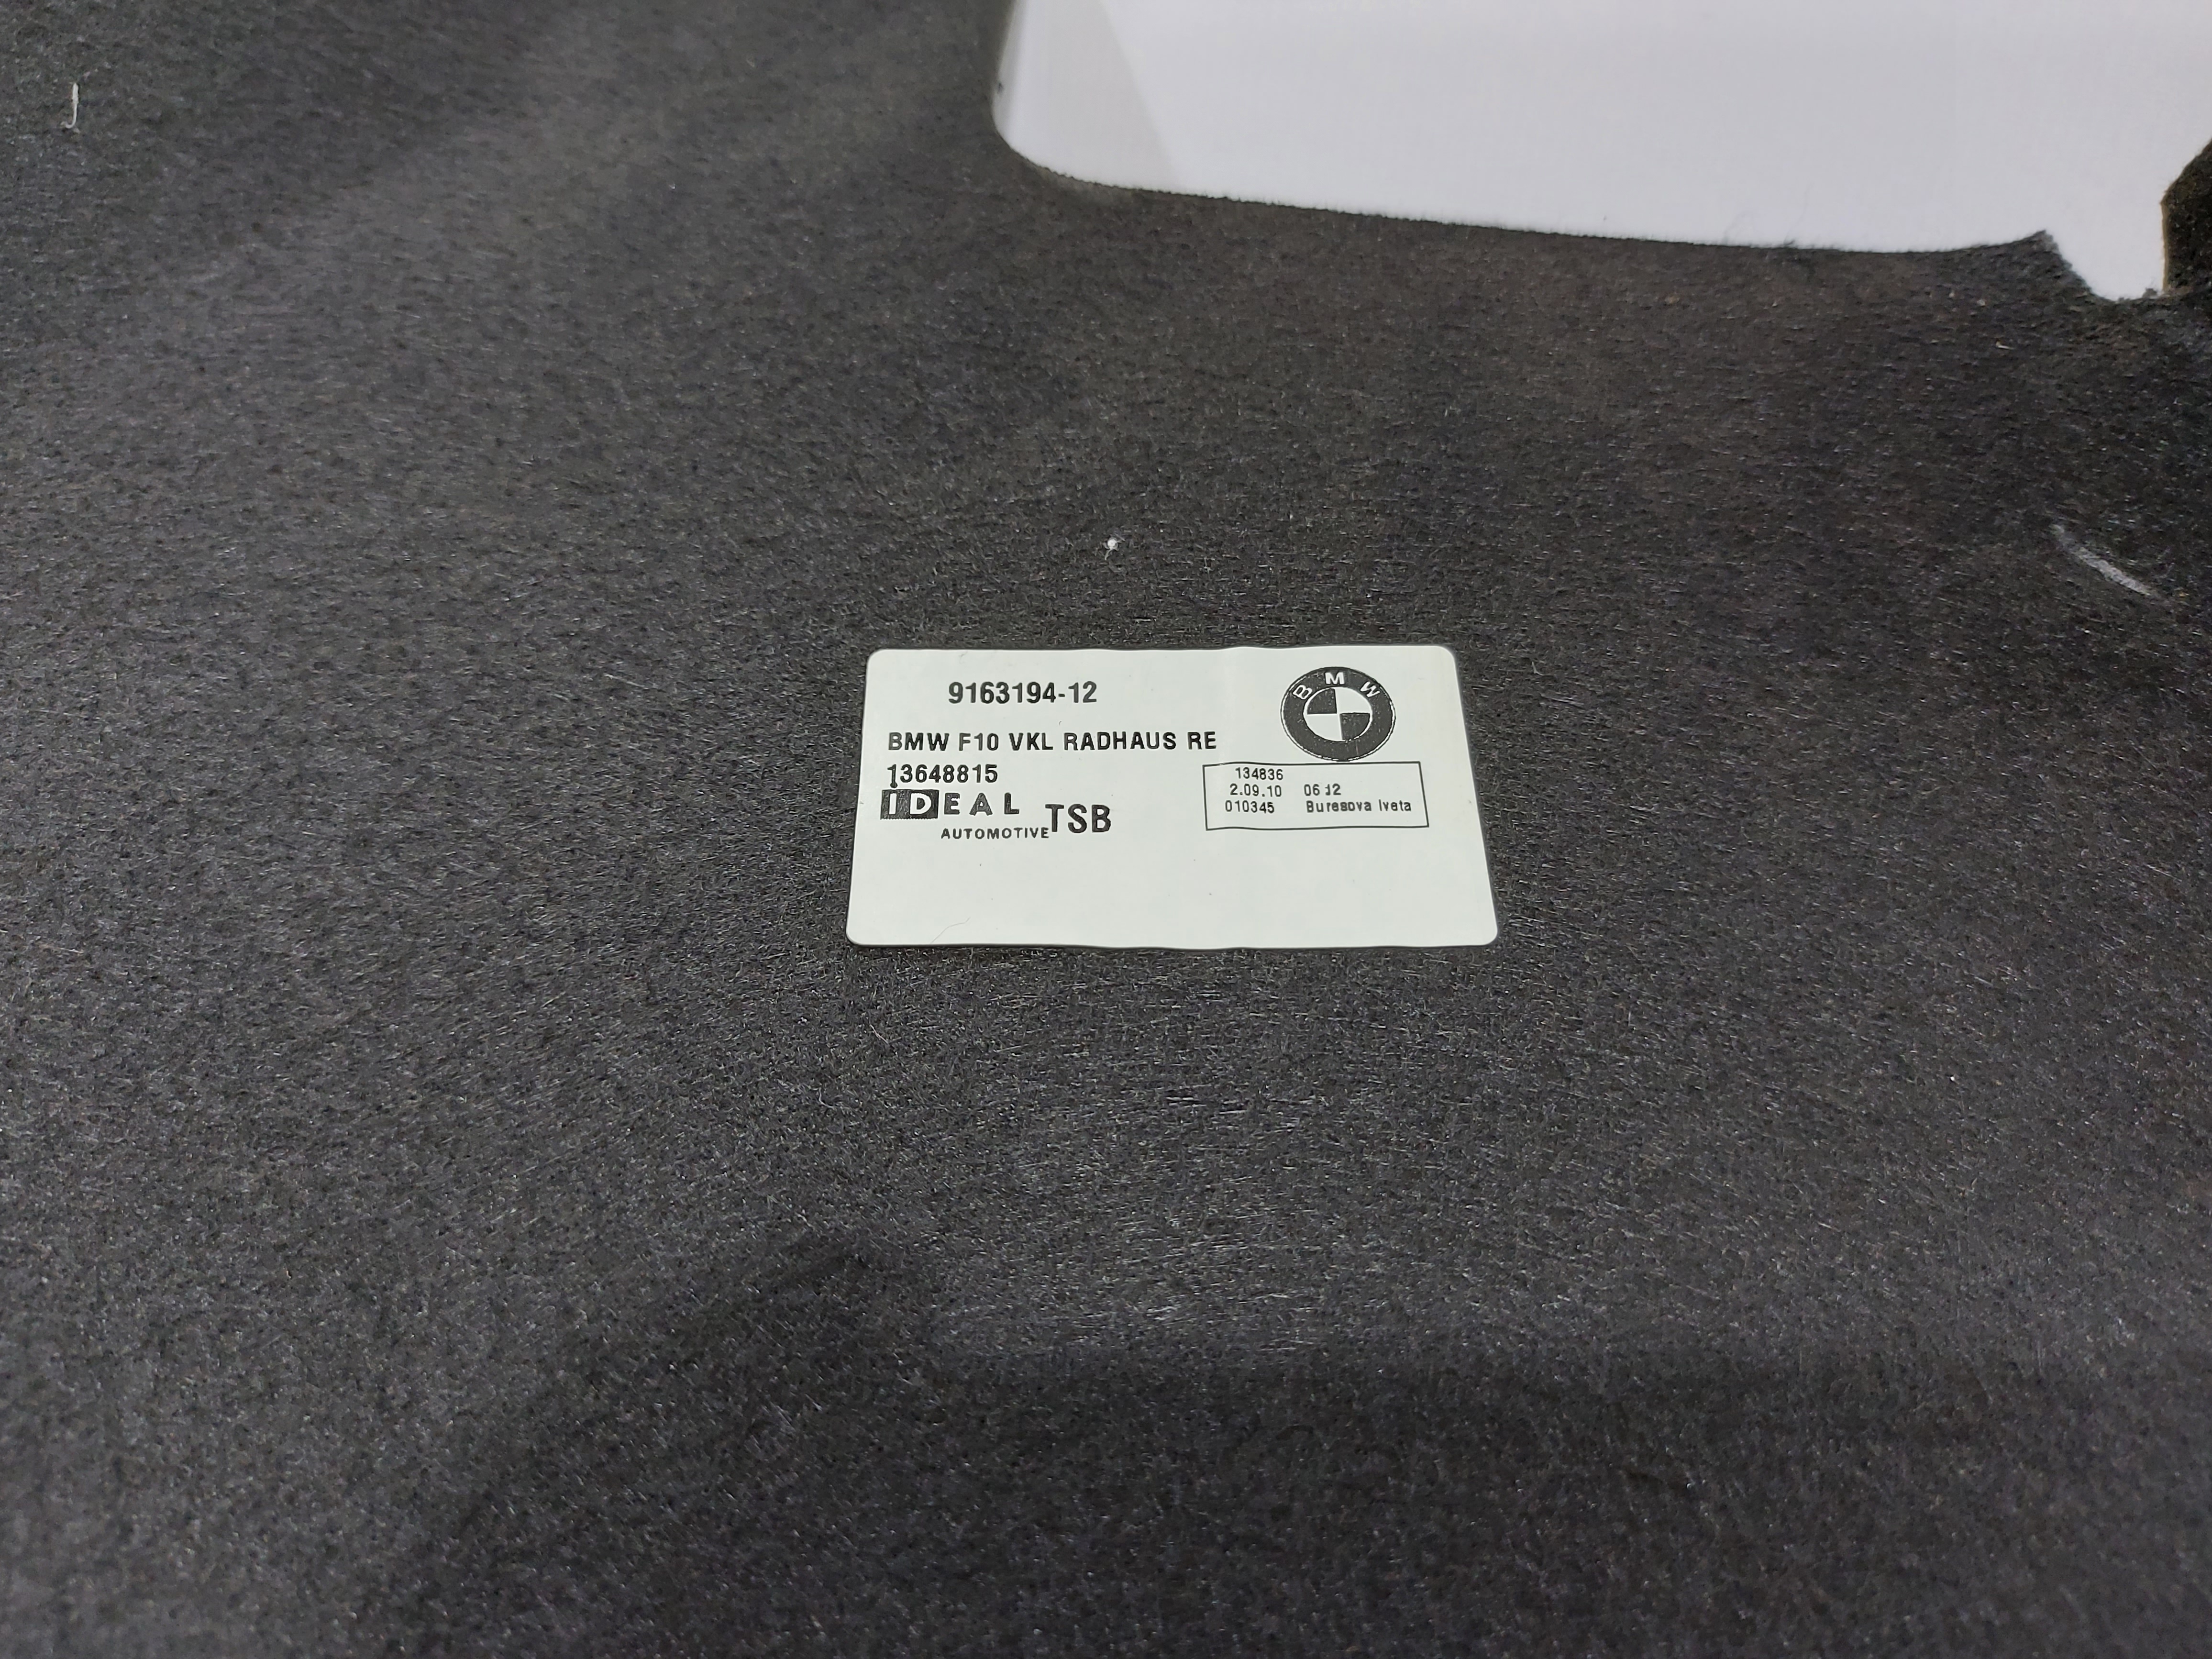 9163194-12
BMW
BMW F10 VKL RADHAUS RE
13648815
IDEAL
AUTOMOTIVE TSB
134836
2.09.10 06:12
010345 Buresova Iveta